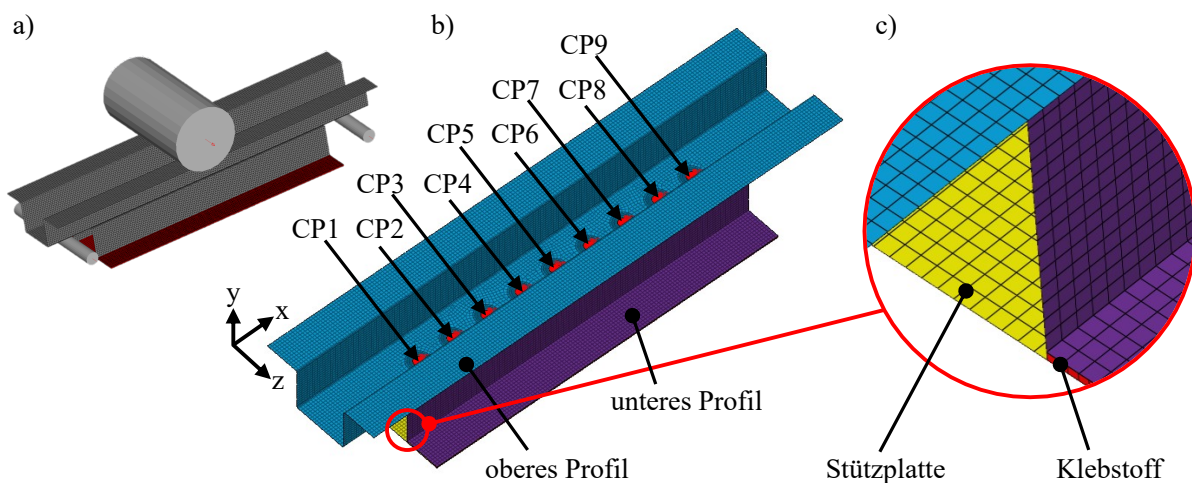 a)
b)
c)
CP9
CP7
CP8
CP5
CP6
CP3
CP4
CP1
CP2
y
x
z
unteres Profil
oberes Profil
Stützplatte
Klebstoff